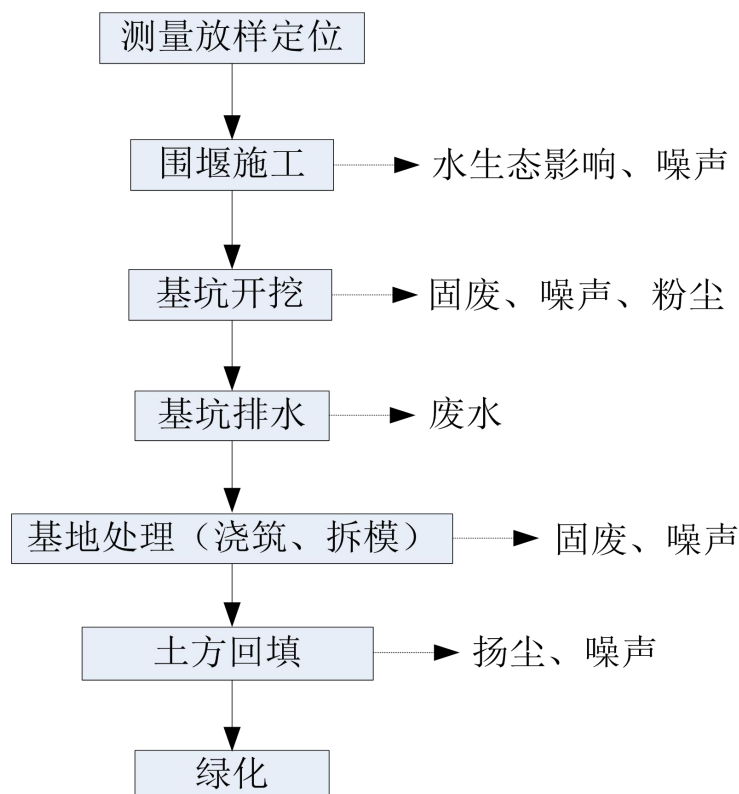 测量放样定位
围堰施工
水生态影响、噪声
基坑开挖
固废、噪声、粉尘
基坑排水
废水
基地处理（浇筑、拆模）
固废、噪声
土方回填
扬尘、噪声
绿化